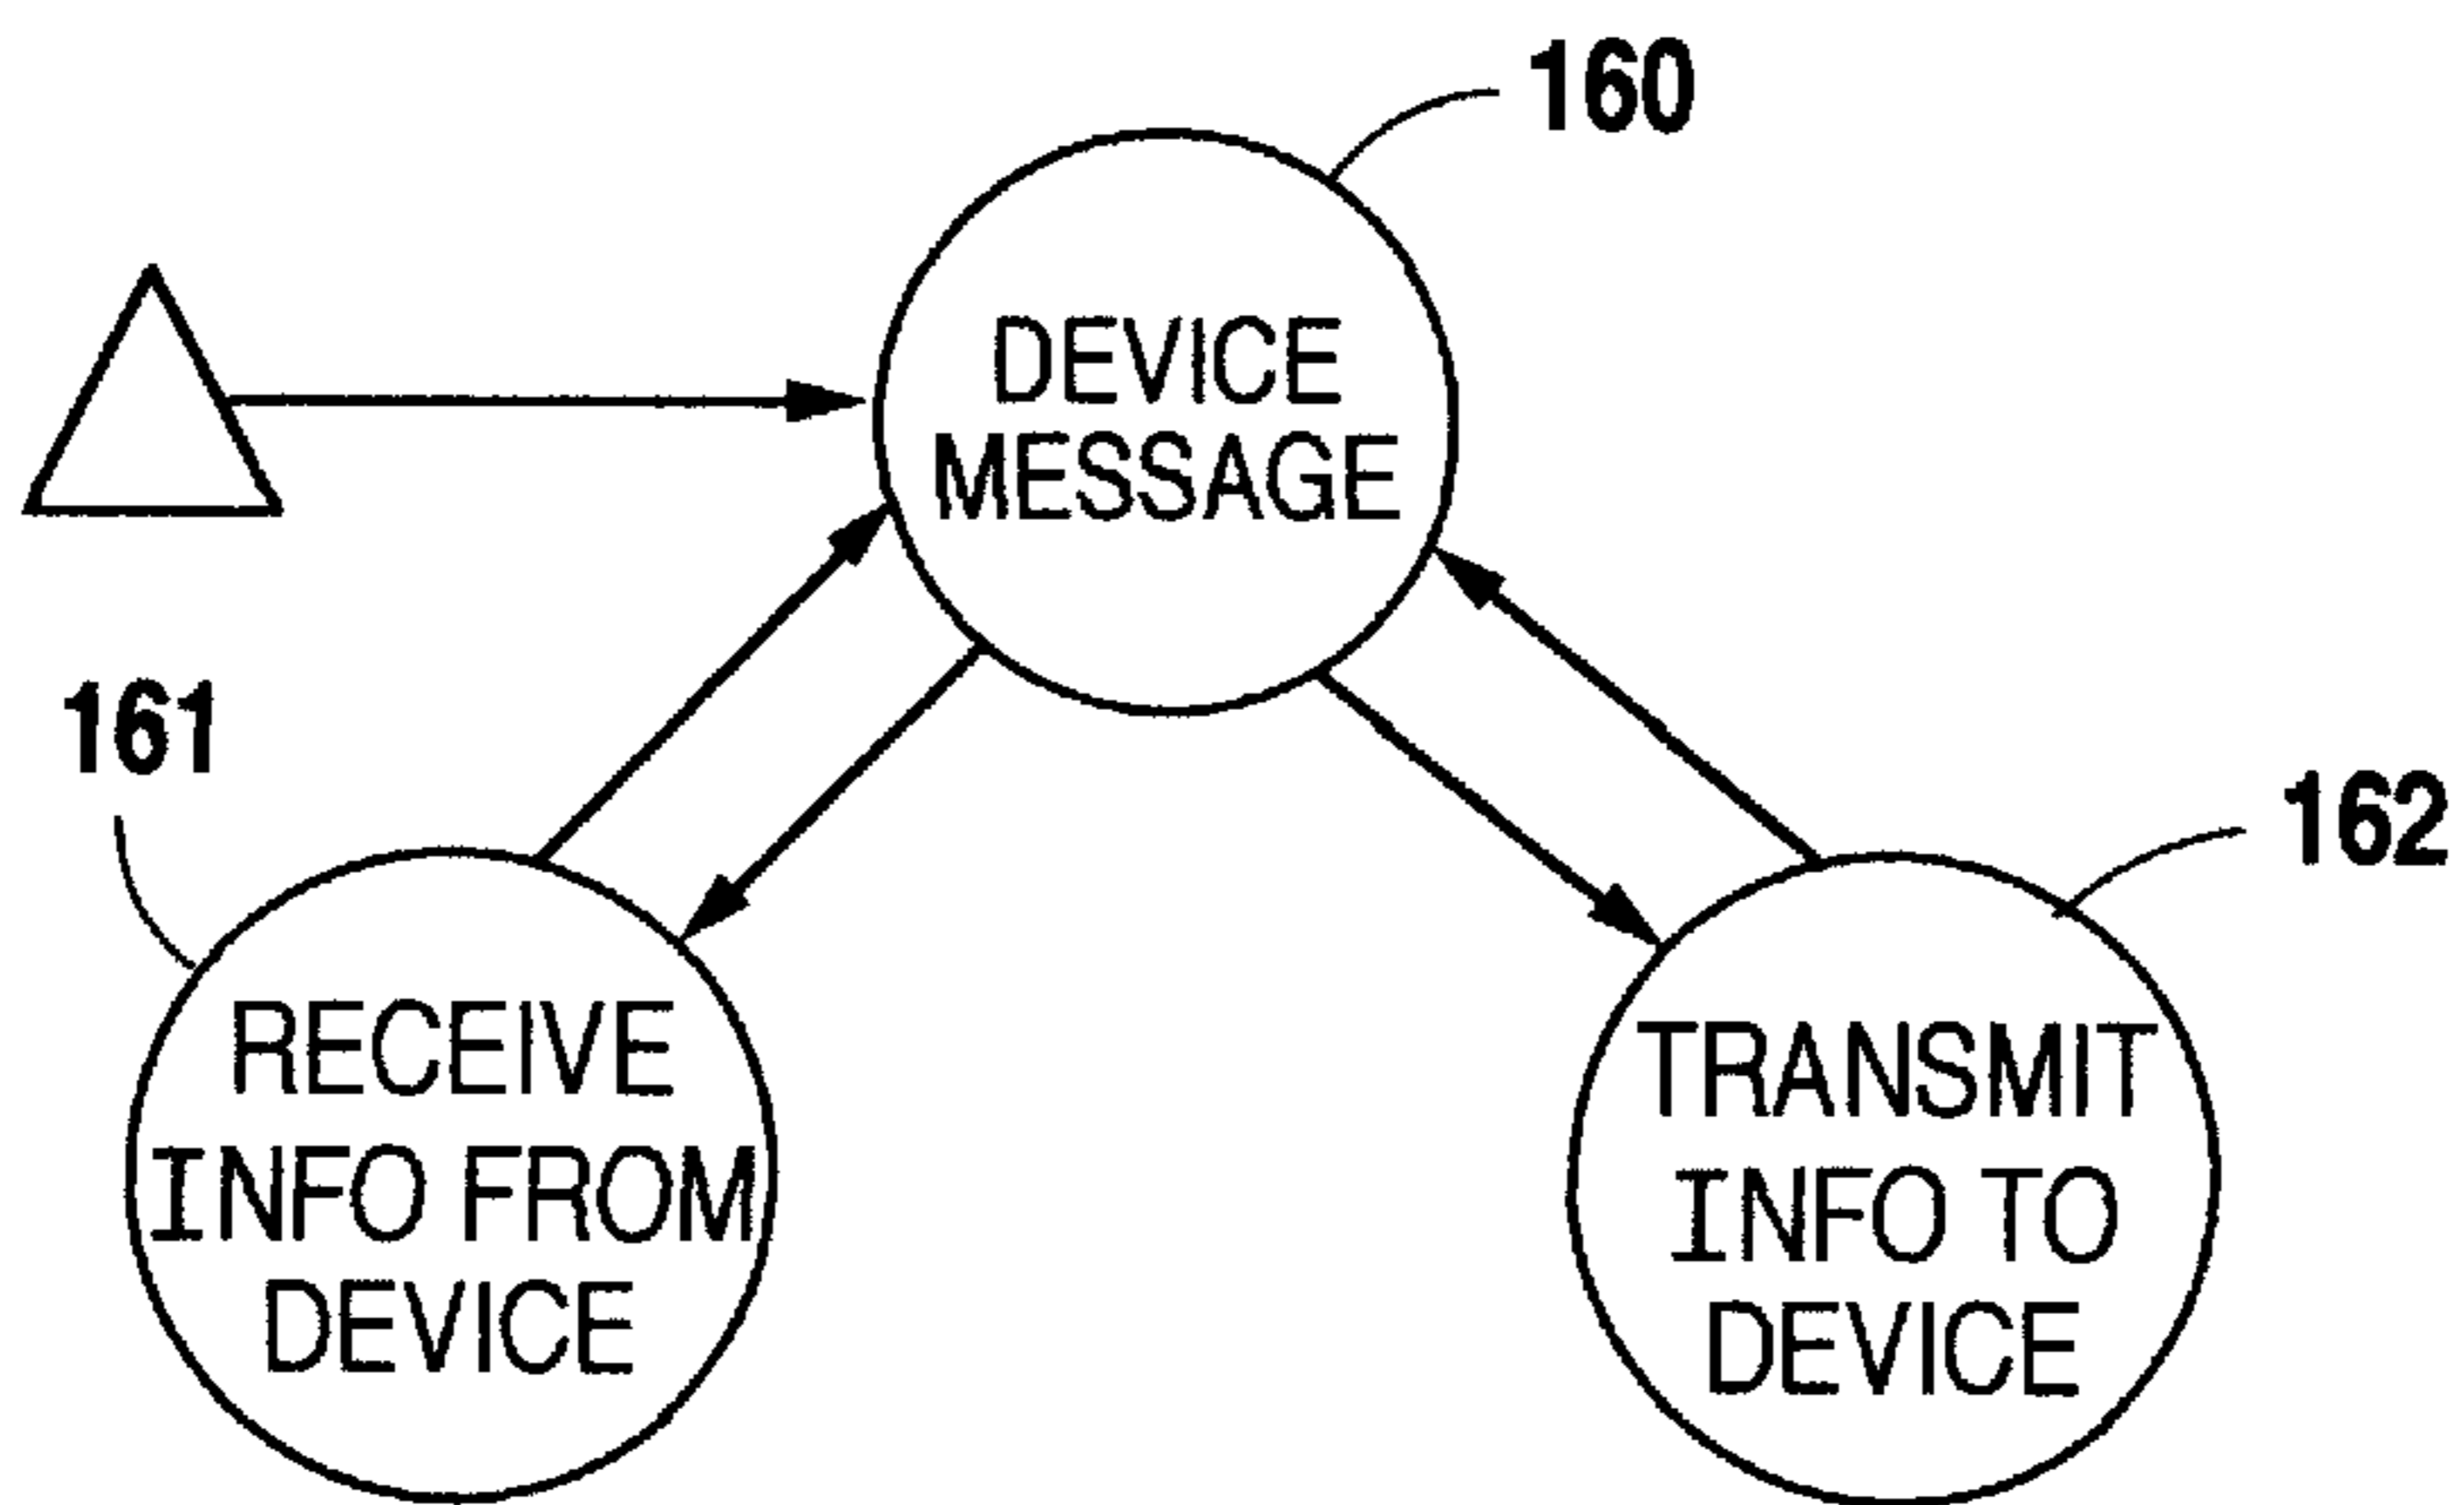 160
DEVICE
MESSAGE
161
162
RECEIVE
INFO FROM
DEVICE
TRANSMIT
INFO TO
DEVICE